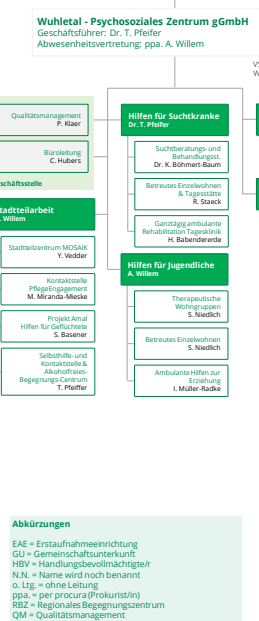 Wuhletal - Psychosoziales Zentrum gGmbH
Geschäftsführer: Dr. T. Pfeifer
Abwesenheitsvertretung: ppa. A. Willem
Qualitätsmanagement
P. Klaer
Büroleitung
C. Hubers
schäftsstelle
tadtteilarbeit
. Willem
Stadtteilzentrum MOSAIK
Y. Vedder
Kontaktstelle
PflegeEngagement
M. Miranda-Mieske
Projekt Amal
Hilfen für Geflüchtete
S. Basener
Selbsthilfe-und
Kontaktstelle &
Alkoholfreies-
Begegnungs-Centrum
T. Pfeiffer
Hilfen für Suchtkranke
Dr. T. Pfeifer
Suchtberatungs- und
Behandlungsst.
Dr. K. Böhmert-Baum
Betreutes Einzelwohnen
& Tagesstätte
R. Staeck
Ganztägig ambulante
Rehabilitation Tagesklinik
H. Babendererde
Hilfen für Jugendliche
A. Willem
Therapeutische
Wohngruppen
S. Niedlich
Betreutes Einzelwohnen
S. Niedlich
Ambulante Hilfen zur
Erziehung
I. Müller-Radke
VS
W
Abkürzungen
EAE = Erstaufnahmeeinrichtung
GU = Gemeinschaftsunterkunft
HBV = Handlungsbevollmächtigte/r
N.N. = Name wird noch benannt
o. Ltg. = ohne Leitung
ppa. = per procura (Prokurist/in)
RBZ = Regionales Begegnungszentrum
QM = Qualitätsmanagement